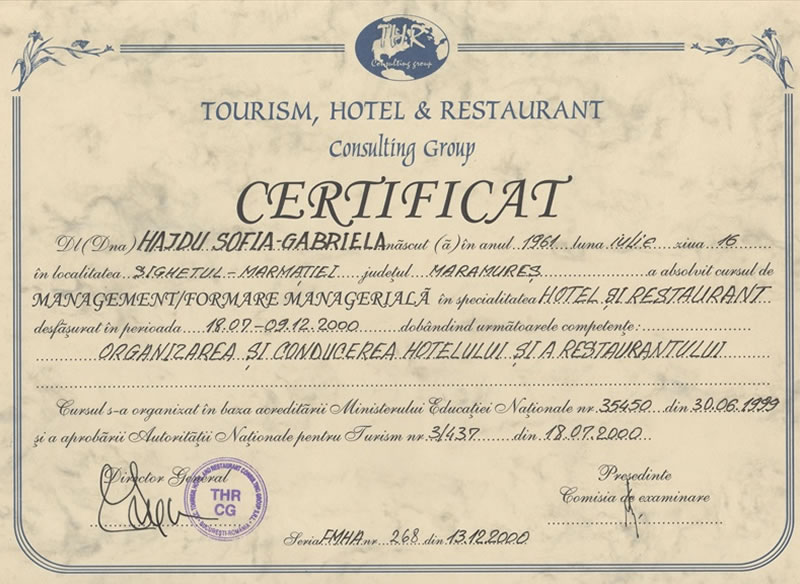 THR
Consulting group
TOURISM, HOTEL & RESTAURANT
Consulting Group
CERTIFICAT
Dl (Dna) HAJDU SOFIA-GABRIELA născut (ă) în anul 1961 luna iulie ziua 16
în localitatea SIGHETUL-MARMAȚIEI județul MARAMUREȘ a absolvit cursul de
MANAGEMENT/FORMARE MANAGERIALĂ în specialitatea HOTEL ȘI RESTAURANT
desfășurat în perioada 18.07-09.12.2000 dobândind următoarele competențe:
ORGANIZAREA ȘI CONDUCEREA HOTELULUI ȘI A RESTAURANTULUI
Cursul s-a organizat în baza acreditării Ministerului Educației Naționale nr 35450 din 30.06.1999
și a aprobării Autorității Naționale pentru Turism nr 3/437 din 18.07.2000
Director General
Președinte
Comisia de examinare
THR
CG
Seria FMHA nr 268 din 13.12.2000